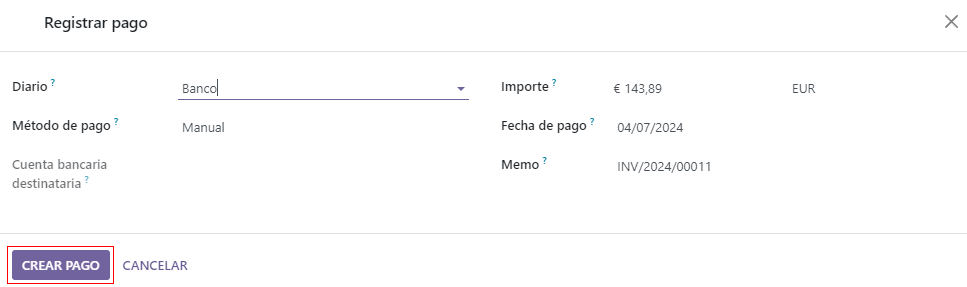 Registrar pago
Diario ?
Banco
Importe ?
€ 143,89
EUR
Método de pago ?
Manual
Fecha de pago ?
04/07/2024
Cuenta bancaria
destinataria ?
Memo ?
INV/2024/00011
CREAR PAGO
CANCELAR